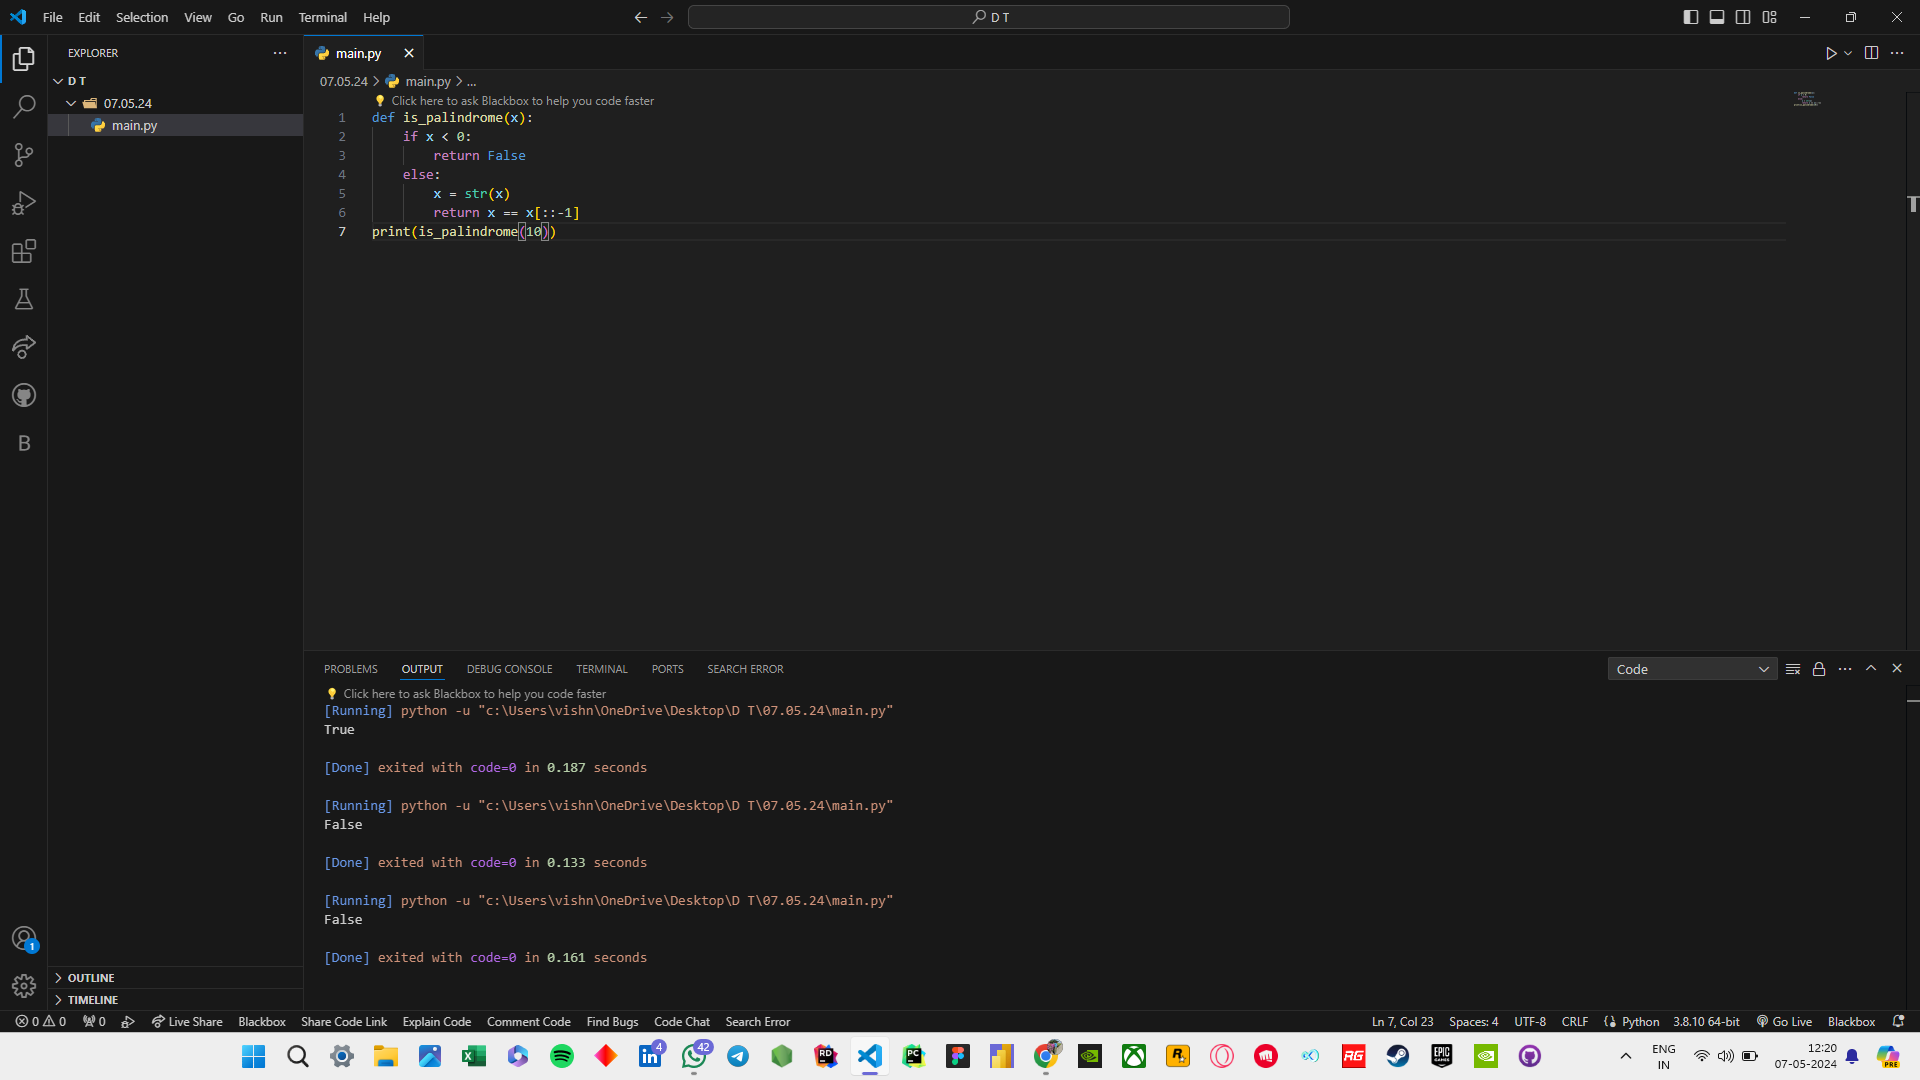 File Edit Selection View Go Run Terminal Help
D T
EXPLORER
D T
07.05.24
main.py
main.py
07.05.24 > main.py > ...
Click here to ask Blackbox to help you code faster
1 def is_palindrome(x):
2 if x < 0:
3 return False
4 else:
5 x = str(x)
6 return x == x[::-1]
7 print(is_palindrome(10))
PROBLEMS OUTPUT DEBUG CONSOLE TERMINAL PORTS SEARCH ERROR
Code
Click here to ask Blackbox to help you code faster
[Running] python -u "c:\Users\vishn\OneDrive\Desktop\D T\07.05.24\main.py"
True
[Done] exited with code=0 in 0.187 seconds
[Running] python -u "c:\Users\vishn\OneDrive\Desktop\D T\07.05.24\main.py"
False
[Done] exited with code=0 in 0.133 seconds
[Running] python -u "c:\Users\vishn\OneDrive\Desktop\D T\07.05.24\main.py"
False
[Done] exited with code=0 in 0.161 seconds
B
1
OUTLINE
TIMELINE
0 0 0 Live Share Blackbox Share Code Link Explain Code Comment Code Find Bugs Code Chat Search Error
Ln 7, Col 23 Spaces: 4 UTF-8 CRLF Python 3.8.10 64-bit Go Live Blackbox
4 42 RD PC R RG EPIC GAMES
ENG
IN
12:20
07-05-2024
PRE